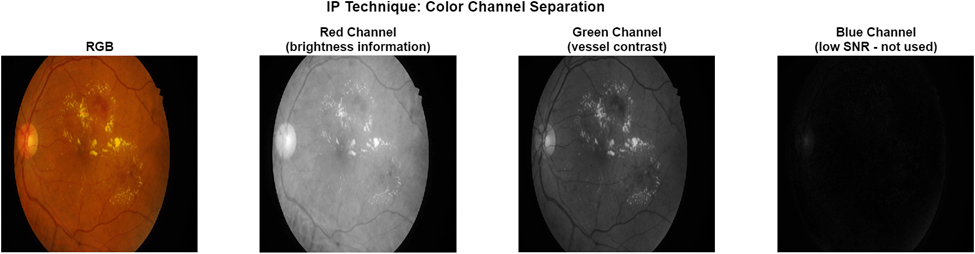 IP Technique: Color Channel Separation
RGB
Red Channel
(brightness information)
Green Channel
(vessel contrast)
Blue Channel
(low SNR - not used)